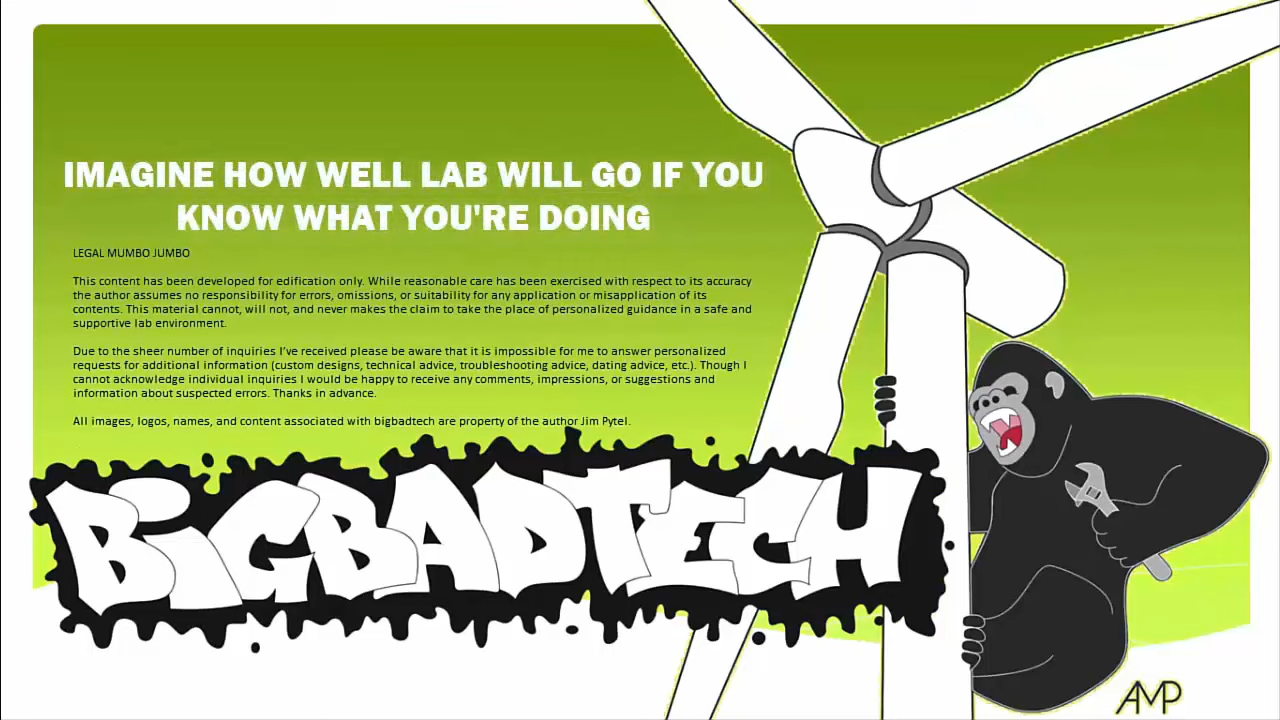 IMAGINE HOW WELL LAB WILL GO IF YOU
KNOW WHAT YOU'RE DOING
LEGAL MUMBO JUMBO
This content has been developed for edification only. While reasonable care has been exercised with respect to its accuracy
the author assumes no responsibility for errors, omissions, or suitability for any application or misapplication of its
contents. This material cannot, will not, and never makes the claim to take the place of personalized guidance in a safe and
supportive lab environment.
Due to the sheer number of inquiries I've received please be aware that it is impossible for me to answer personalized
requests for additional information (custom designs, technical advice, troubleshooting advice, dating advice, etc.). Though I
cannot acknowledge individual inquiries I would be happy to receive any comments, impressions, or suggestions and
information about suspected errors. Thanks in advance.
All images, logos, names, and content associated with bigbadtech are property of the author Jim Pytel.
BiGBADTECH
AMP